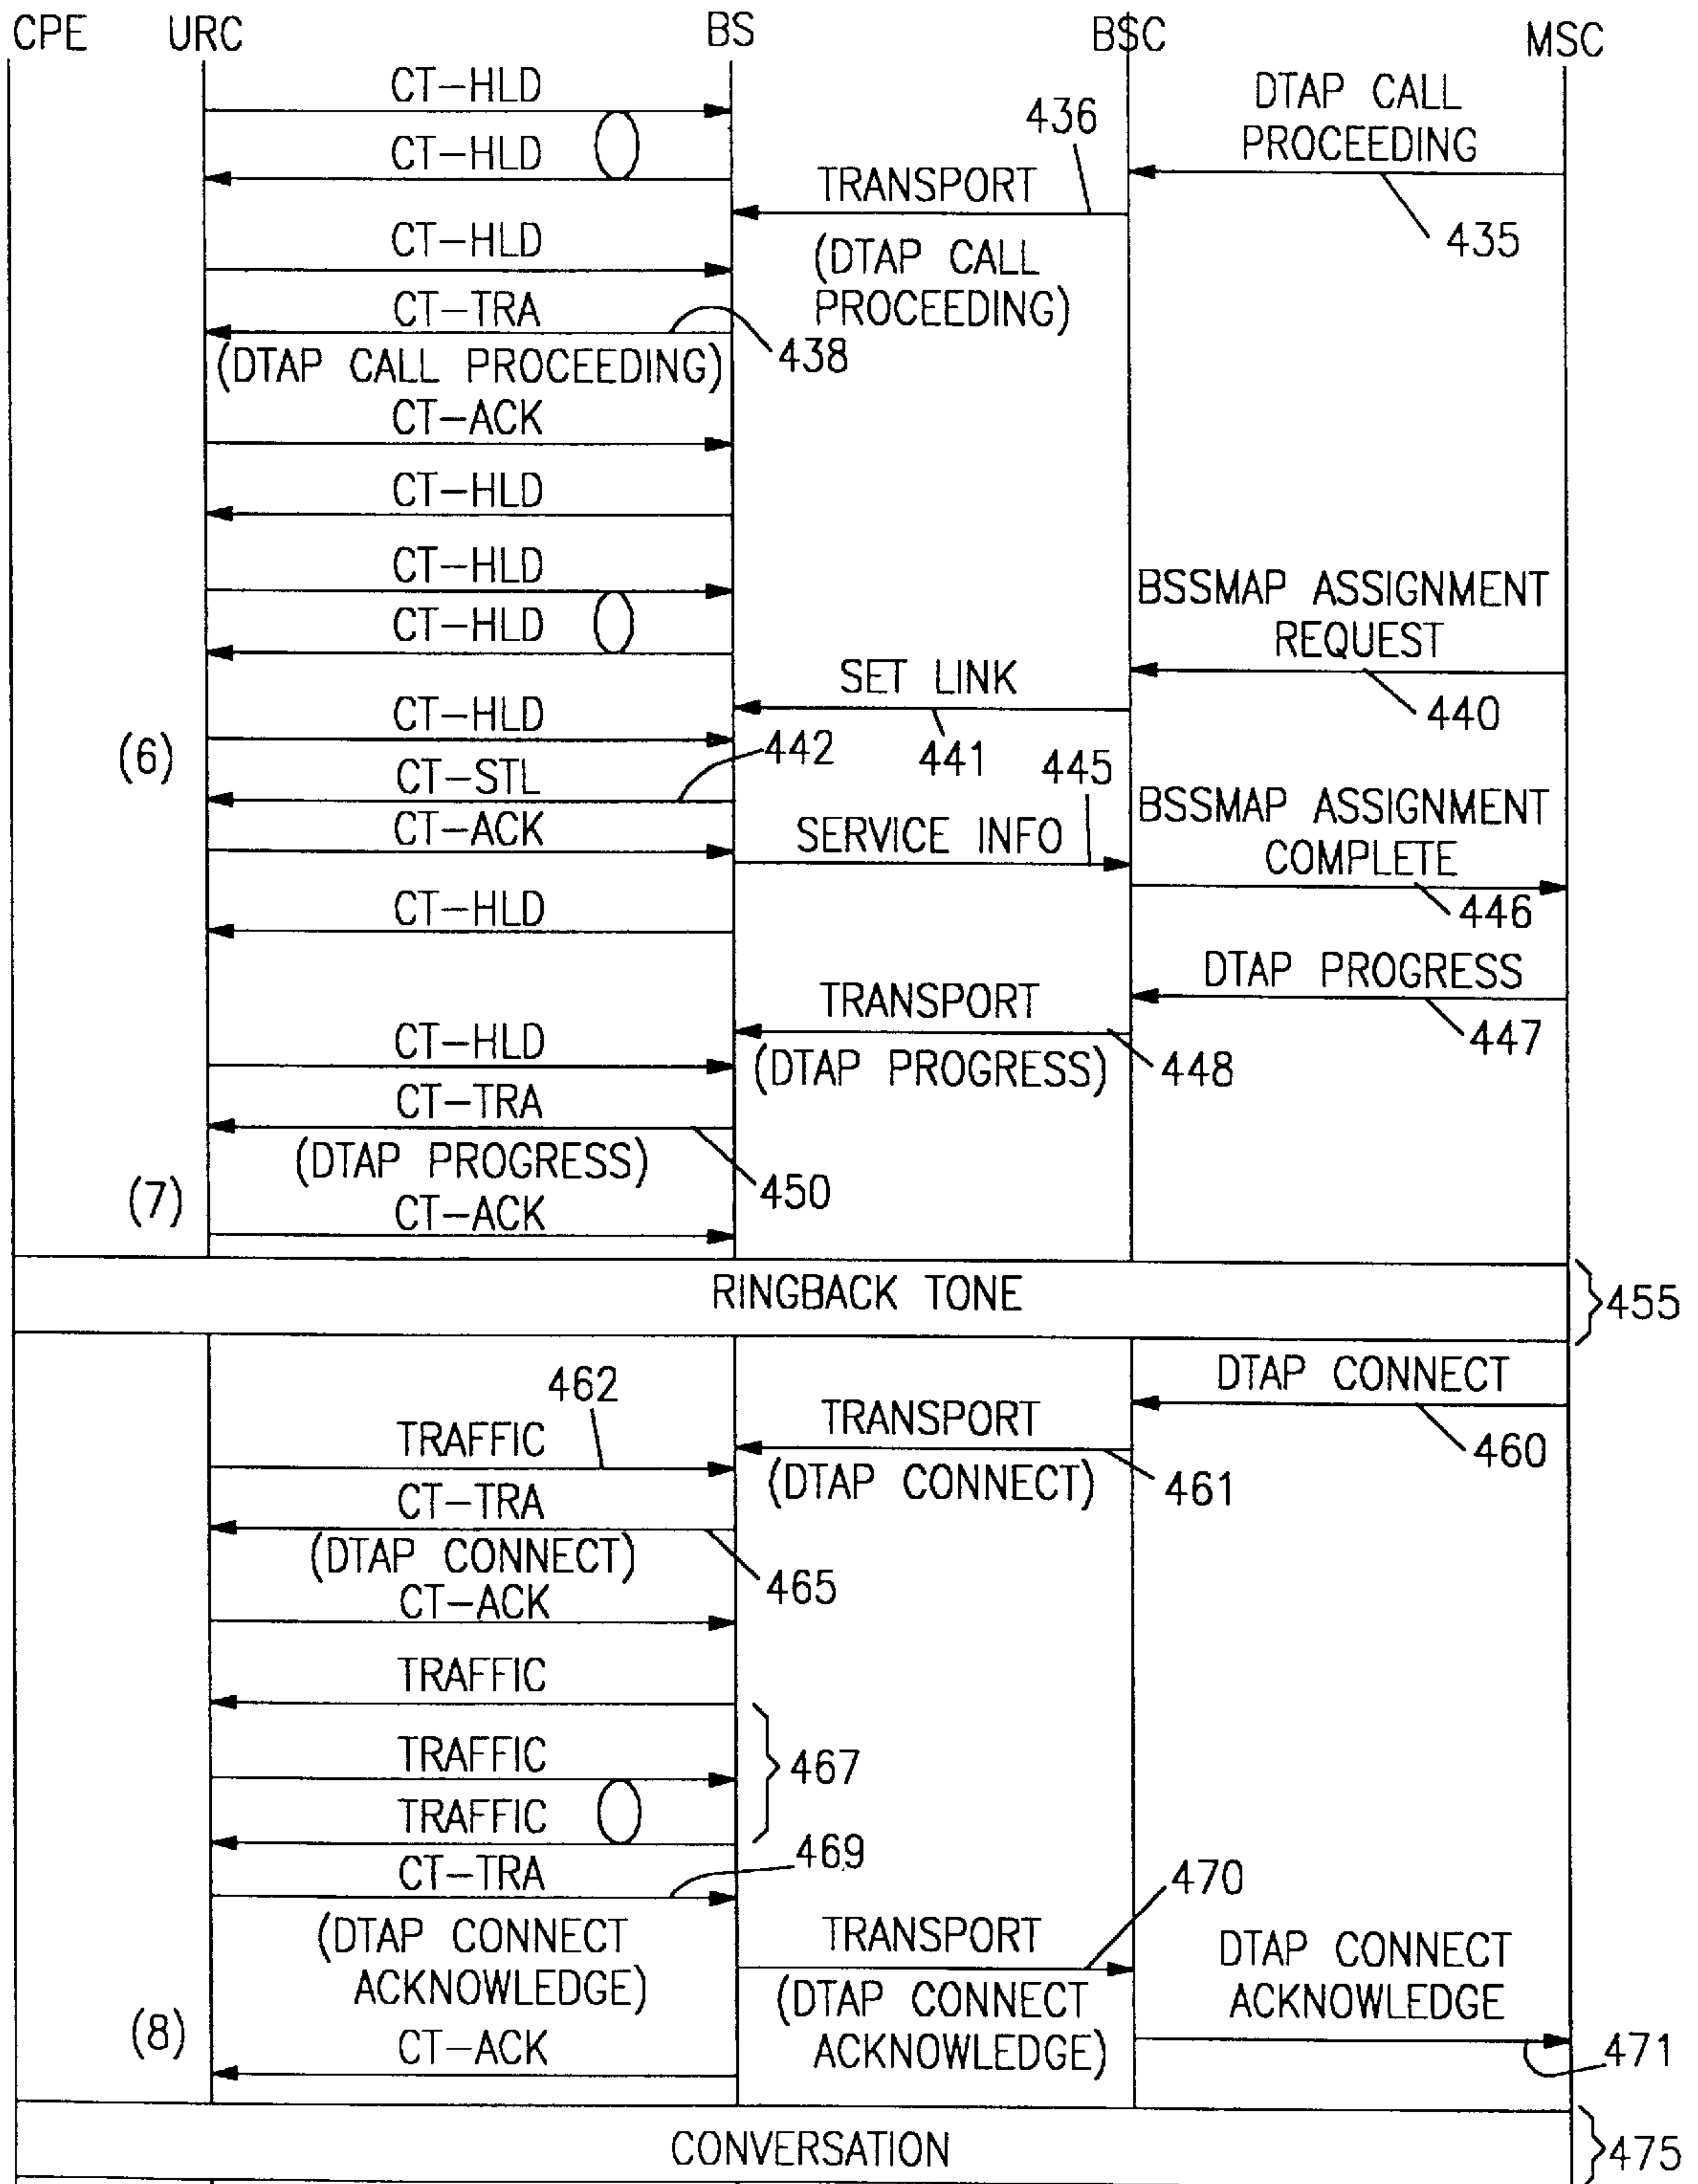 CPE URC BS BSC MSC
CT-HLD
DTAP CALL
PROCEEDING
436
CT-HLD
TRANSPORT
435
CT-HLD
(DTAP CALL
PROCEEDING)
CT-TRA
438
(DTAP CALL PROCEEDING)
CT-ACK
CT-HLD
CT-HLD
BSSMAP ASSIGNMENT
REQUEST
CT-HLD
SET LINK
440
CT-HLD
(6)
442
441
445
CT-STL
BSSMAP ASSIGNMENT
COMPLETE
CT-ACK
SERVICE INFO
446
CT-HLD
DTAP PROGRESS
TRANSPORT
447
CT-HLD
(DTAP PROGRESS)
448
CT-TRA
(DTAP PROGRESS)
450
(7)
CT-ACK
RINGBACK TONE
455
DTAP CONNECT
462
TRANSPORT
460
TRAFFIC
(DTAP CONNECT)
461
CT-TRA
(DTAP CONNECT)
465
CT-ACK
TRAFFIC
TRAFFIC
467
TRAFFIC
469
CT-TRA
470
(DTAP CONNECT
ACKNOWLEDGE)
TRANSPORT
DTAP CONNECT
ACKNOWLEDGE
(DTAP CONNECT
ACKNOWLEDGE)
(8)
CT-ACK
471
CONVERSATION
475